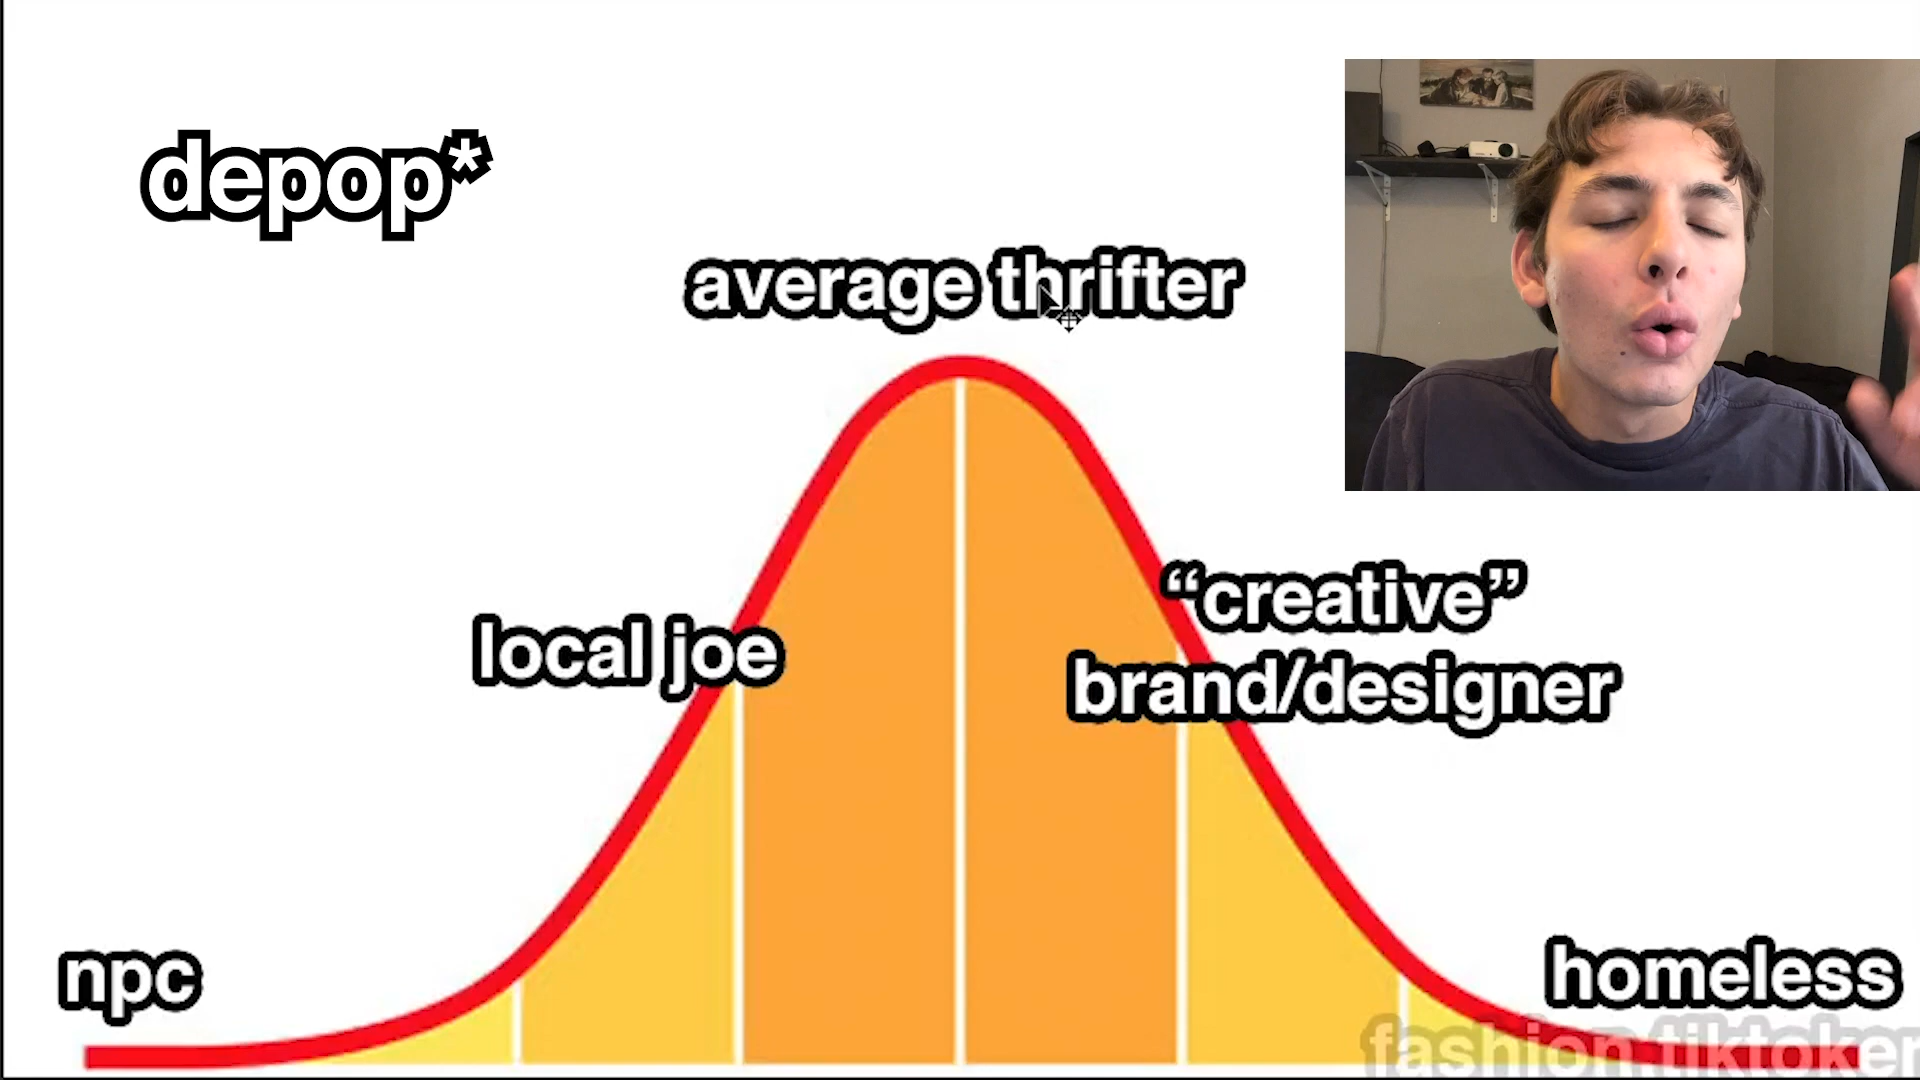 depop*
average thrifter
“creative”
brand/designer
local joe
npc
homeless
fashion tiktoker